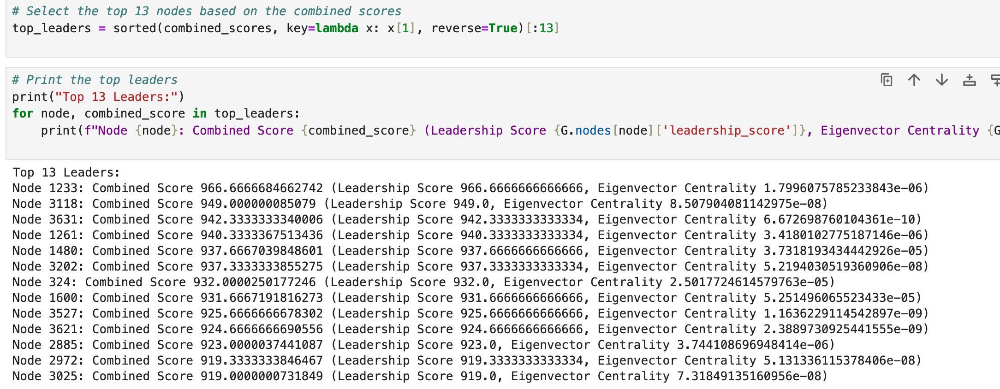 # Select the top 13 nodes based on the combined scores
top_leaders = sorted(combined_scores, key=lambda x: x[1], reverse=True)[:13]
# Print the top leaders
print("Top 13 Leaders:")
for node, combined_score in top_leaders:
    print(f"Node {node}: Combined Score {combined_score} (Leadership Score {G.nodes[node]['leadership_score']}, Eigenvector Centrality {G
Top 13 Leaders:
Node 1233: Combined Score 966.6666684662742 (Leadership Score 966.6666666666666, Eigenvector Centrality 1.7996075785233843e-06)
Node 3118: Combined Score 949.000000085079 (Leadership Score 949.0, Eigenvector Centrality 8.507904081142975e-08)
Node 3631: Combined Score 942.3333333340006 (Leadership Score 942.3333333333334, Eigenvector Centrality 6.672698760104361e-10)
Node 1261: Combined Score 940.3333367513436 (Leadership Score 940.3333333333334, Eigenvector Centrality 3.4180102775187146e-06)
Node 1480: Combined Score 937.6667039848601 (Leadership Score 937.6666666666666, Eigenvector Centrality 3.7318193434442926e-05)
Node 3202: Combined Score 937.3333333855275 (Leadership Score 937.3333333333334, Eigenvector Centrality 5.2194030519360906e-08)
Node 324: Combined Score 932.0000250177246 (Leadership Score 932.0, Eigenvector Centrality 2.5017724614579763e-05)
Node 1600: Combined Score 931.6667191816273 (Leadership Score 931.6666666666666, Eigenvector Centrality 5.251496065523433e-05)
Node 3527: Combined Score 925.6666666678302 (Leadership Score 925.6666666666666, Eigenvector Centrality 1.1636229114542897e-09)
Node 3621: Combined Score 924.6666666690556 (Leadership Score 924.6666666666666, Eigenvector Centrality 2.3889730925441555e-09)
Node 2885: Combined Score 923.0000037441087 (Leadership Score 923.0, Eigenvector Centrality 3.744108696948414e-06)
Node 2972: Combined Score 919.3333333846467 (Leadership Score 919.3333333333334, Eigenvector Centrality 5.131336115378406e-08)
Node 3025: Combined Score 919.0000000731849 (Leadership Score 919.0, Eigenvector Centrality 7.31849135160956e-08)